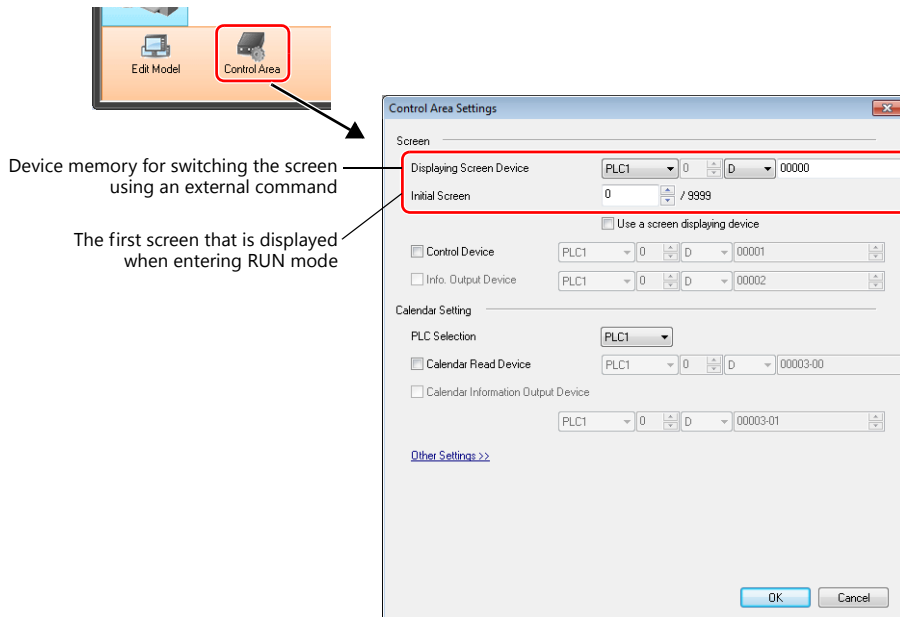 Edit Model
Control Area
Control Area Settings
Screen
Device memory for switching the screen
using an external command
Displaying Screen Device PLC1 0 D 00000
Initial Screen 0 / 9999
The first screen that is displayed
when entering RUN mode
Use a screen displaying device
Control Device PLC1 0 D 00001
Info. Output Device PLC1 0 D 00002
Calendar Setting
PLC Selection PLC1
Calendar Read Device PLC1 0 D 00003-00
Calendar Information Output Device
PLC1 0 D 00003-01
Other Settings >>
OK Cancel